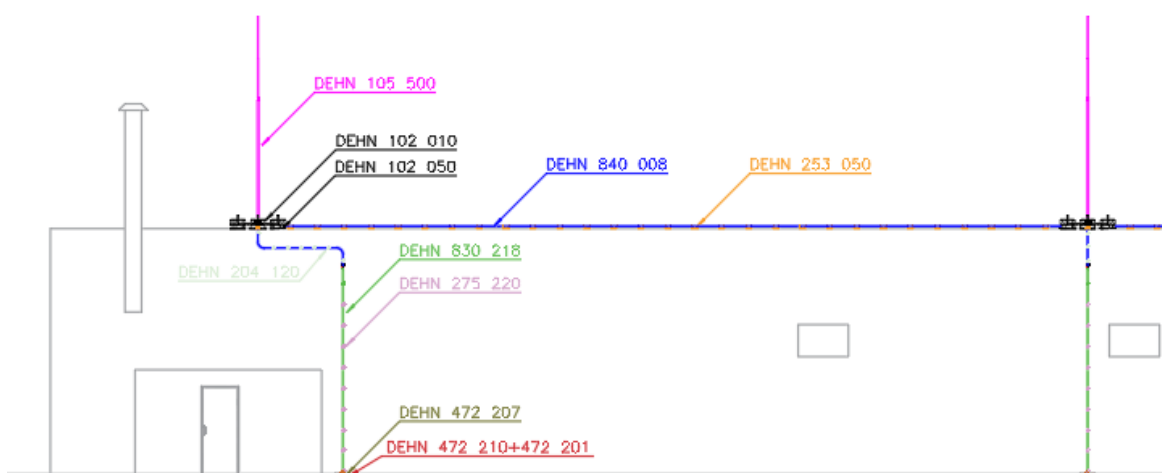 DEHN 105 500
DEHN 102 010
DEHN 102 050
DEHN 840 008
DEHN 253 050
DEHN 830 218
DEHN 204 120
DEHN 275 220
DEHN 472 207
DEHN 472 210+472 201